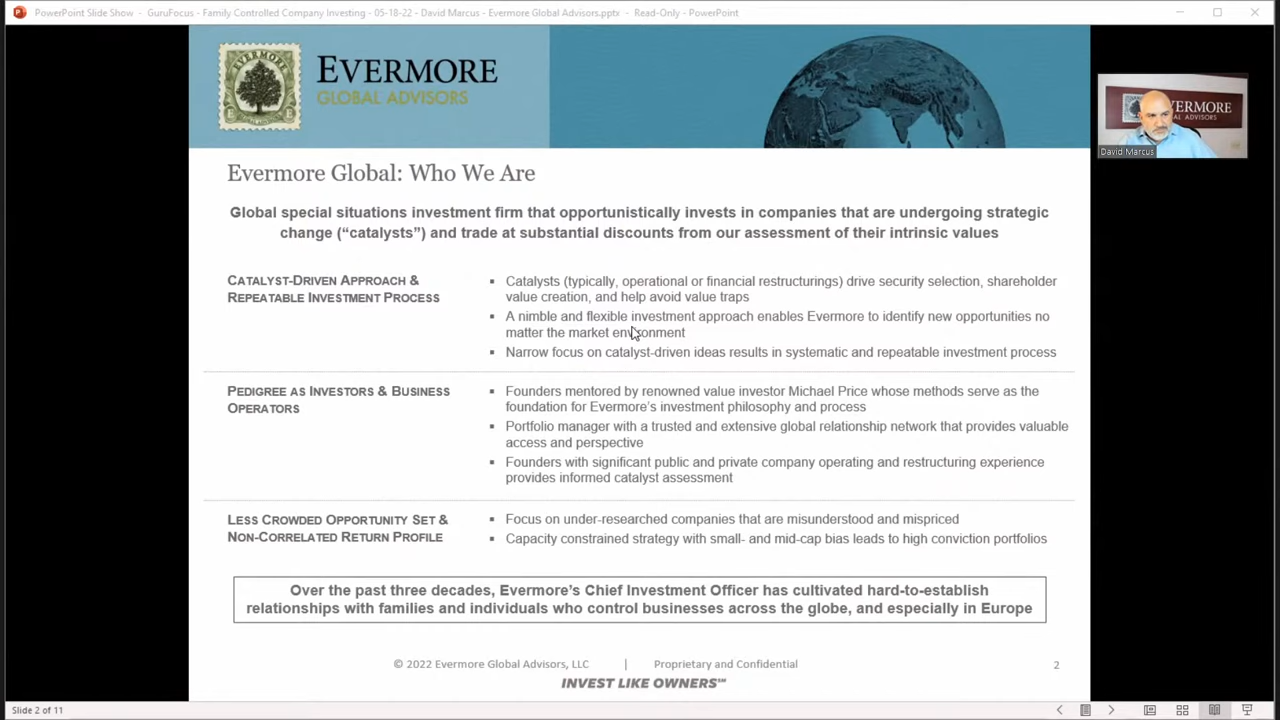 PowerPoint Slide Show - GuruFocus - Family Controlled Company Investing - 05-18-22 - David Marcus - Evermore Global Advisors.pptx - Read-Only - PowerPoint
EVERMORE
E E
EVERMORE
GLOBAL ADVISORS
EVERMORE
AL ADVISORS
David Marcus
Evermore Global: Who We Are
Global special situations investment firm that opportunistically invests in companies that are undergoing strategic
change (“catalysts”) and trade at substantial discounts from our assessment of their intrinsic values
CATALYST-DRIVEN APPROACH &
REPEATABLE INVESTMENT PROCESS
▪ Catalysts (typically, operational or financial restructurings) drive security selection, shareholder
value creation, and help avoid value traps
▪ A nimble and flexible investment approach enables Evermore to identify new opportunities no
matter the market environment
▪ Narrow focus on catalyst-driven ideas results in systematic and repeatable investment process
PEDIGREE AS INVESTORS & BUSINESS
OPERATORS
▪ Founders mentored by renowned value investor Michael Price whose methods serve as the
foundation for Evermore’s investment philosophy and process
▪ Portfolio manager with a trusted and extensive global relationship network that provides valuable
access and perspective
▪ Founders with significant public and private company operating and restructuring experience
provides informed catalyst assessment
LESS CROWDED OPPORTUNITY SET &
NON-CORRELATED RETURN PROFILE
▪ Focus on under-researched companies that are misunderstood and mispriced
▪ Capacity constrained strategy with small- and mid-cap bias leads to high conviction portfolios
Over the past three decades, Evermore’s Chief Investment Officer has cultivated hard-to-establish
relationships with families and individuals who control businesses across the globe, and especially in Europe
© 2022 Evermore Global Advisors, LLC | Proprietary and Confidential 2
INVEST LIKE OWNERS℠
Slide 2 of 11